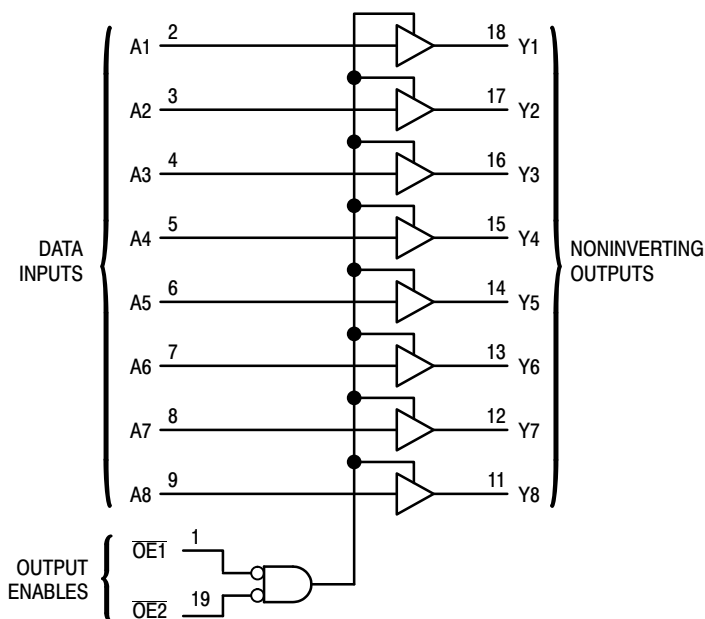 A1 2 18 Y1
A2 3 17 Y2
A3 4 16 Y3
A4 5 15 Y4
DATA
INPUTS
NONINVERTING
OUTPUTS
A5 6 14 Y5
A6 7 13 Y6
A7 8 12 Y7
A8 9 11 Y8
OUTPUT
ENABLES
O̅E̅1̅ 1
O̅E̅2̅ 19